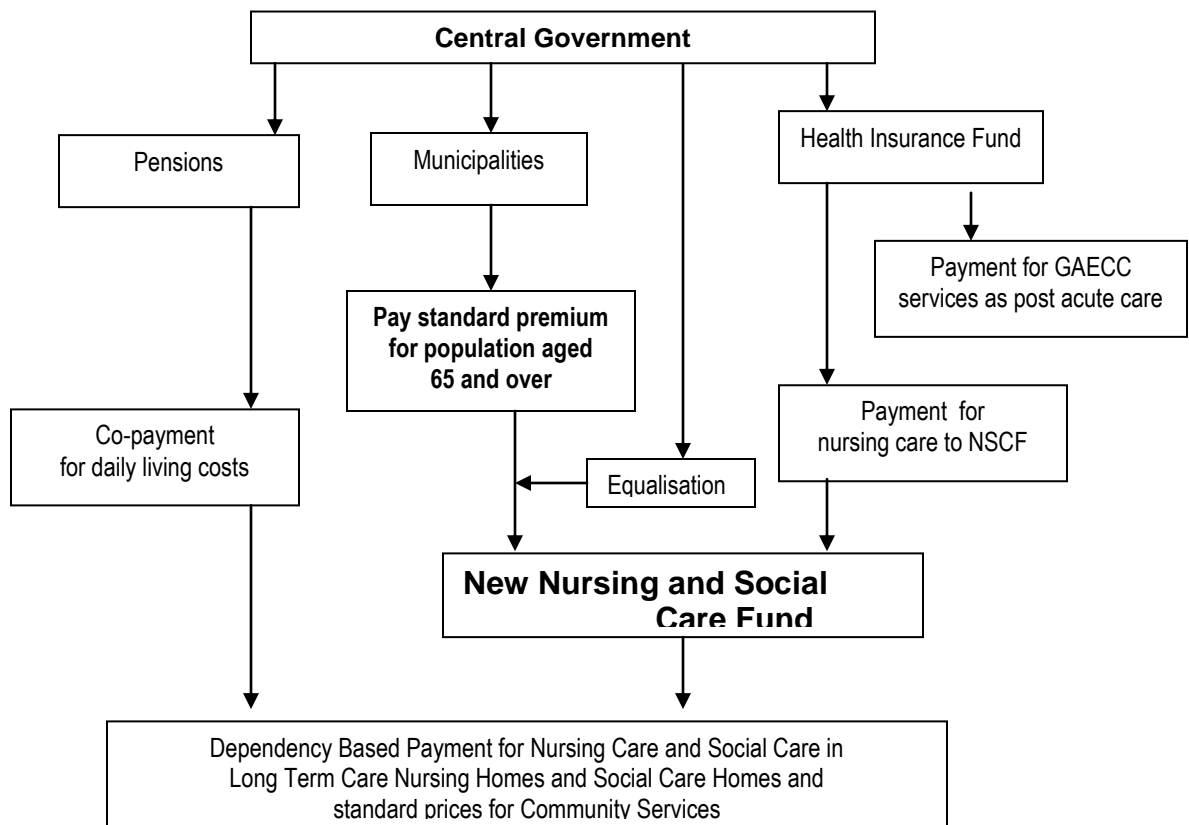 Central Government
Pensions
Municipalities
Health Insurance Fund
Payment for GAECC
services as post acute care
Pay standard premium
for population aged
65 and over
Co-payment
for daily living costs
Payment for
nursing care to NSCF
Equalisation
New Nursing and Social
Care Fund
Dependency Based Payment for Nursing Care and Social Care in
Long Term Care Nursing Homes and Social Care Homes and
standard prices for Community Services